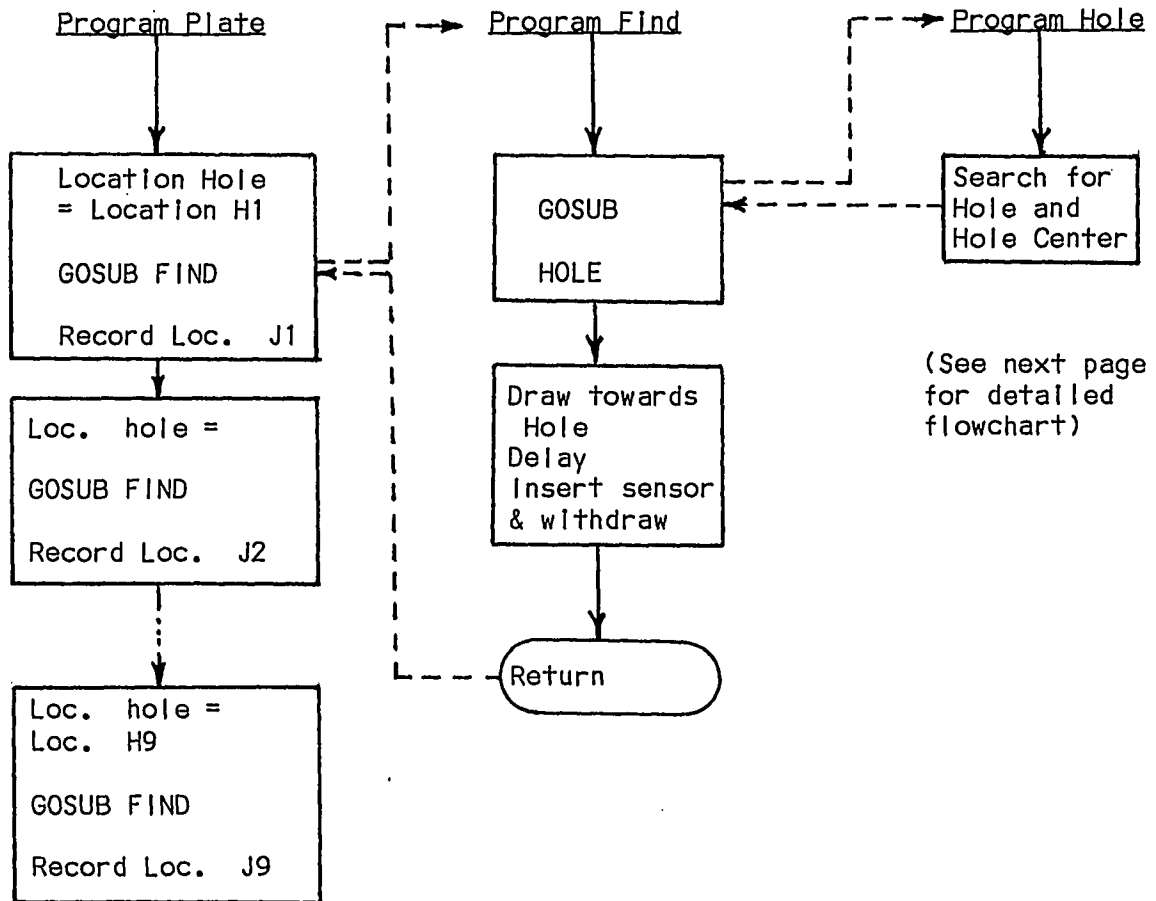 Program Plate
Location Hole
= Location H1
GOSUB FIND
Record Loc. J1
Loc. hole =
GOSUB FIND
Record Loc. J2
Loc. hole =
Loc. H9
GOSUB FIND
Record Loc. J9
Program Find
GOSUB
HOLE
Draw towards
Hole
Delay
Insert sensor
& withdraw
Return
Program Hole
Search for
Hole and
Hole Center
(See next page
for detailed
flowchart)